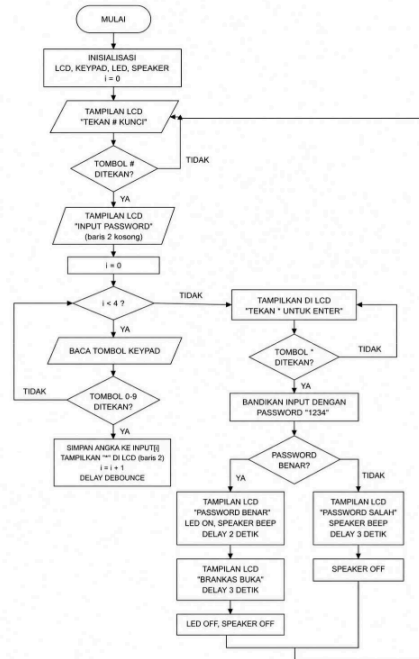 MULAI
INISIALISASI
LCD, KEYPAD, LED, SPEAKER
i = 0
TAMPILAN LCD
"TEKAN # KUNCI"
TOMBOL #
DITEKAN?
TIDAK
YA
TAMPILAN LCD
"INPUT PASSWORD"
(baris 2 kosong)
i = 0
i < 4 ?
TIDAK
YA
BACA TOMBOL KEYPAD
TOMBOL 0-9
DITEKAN?
TIDAK
YA
SIMPAN ANGKA KE INPUT[i]
TAMPILKAN "*" DI LCD (baris 2)
i = i + 1
DELAY DEBOUNCE
TAMPILKAN DI LCD
"TEKAN * UNTUK ENTER"
TOMBOL *
DITEKAN?
TIDAK
YA
BANDIKAN INPUT DENGAN
PASSWORD "1234"
PASSWORD
BENAR?
YA
TIDAK
TAMPILAN LCD
"PASSWORD BENAR"
LED ON, SPEAKER BEEP
DELAY 2 DETIK
TAMPILAN LCD
"BRANKAS BUKA"
DELAY 3 DETIK
LED OFF, SPEAKER OFF
TAMPILAN LCD
"PASSWORD SALAH"
SPEAKER BEEP
DELAY 3 DETIK
SPEAKER OFF